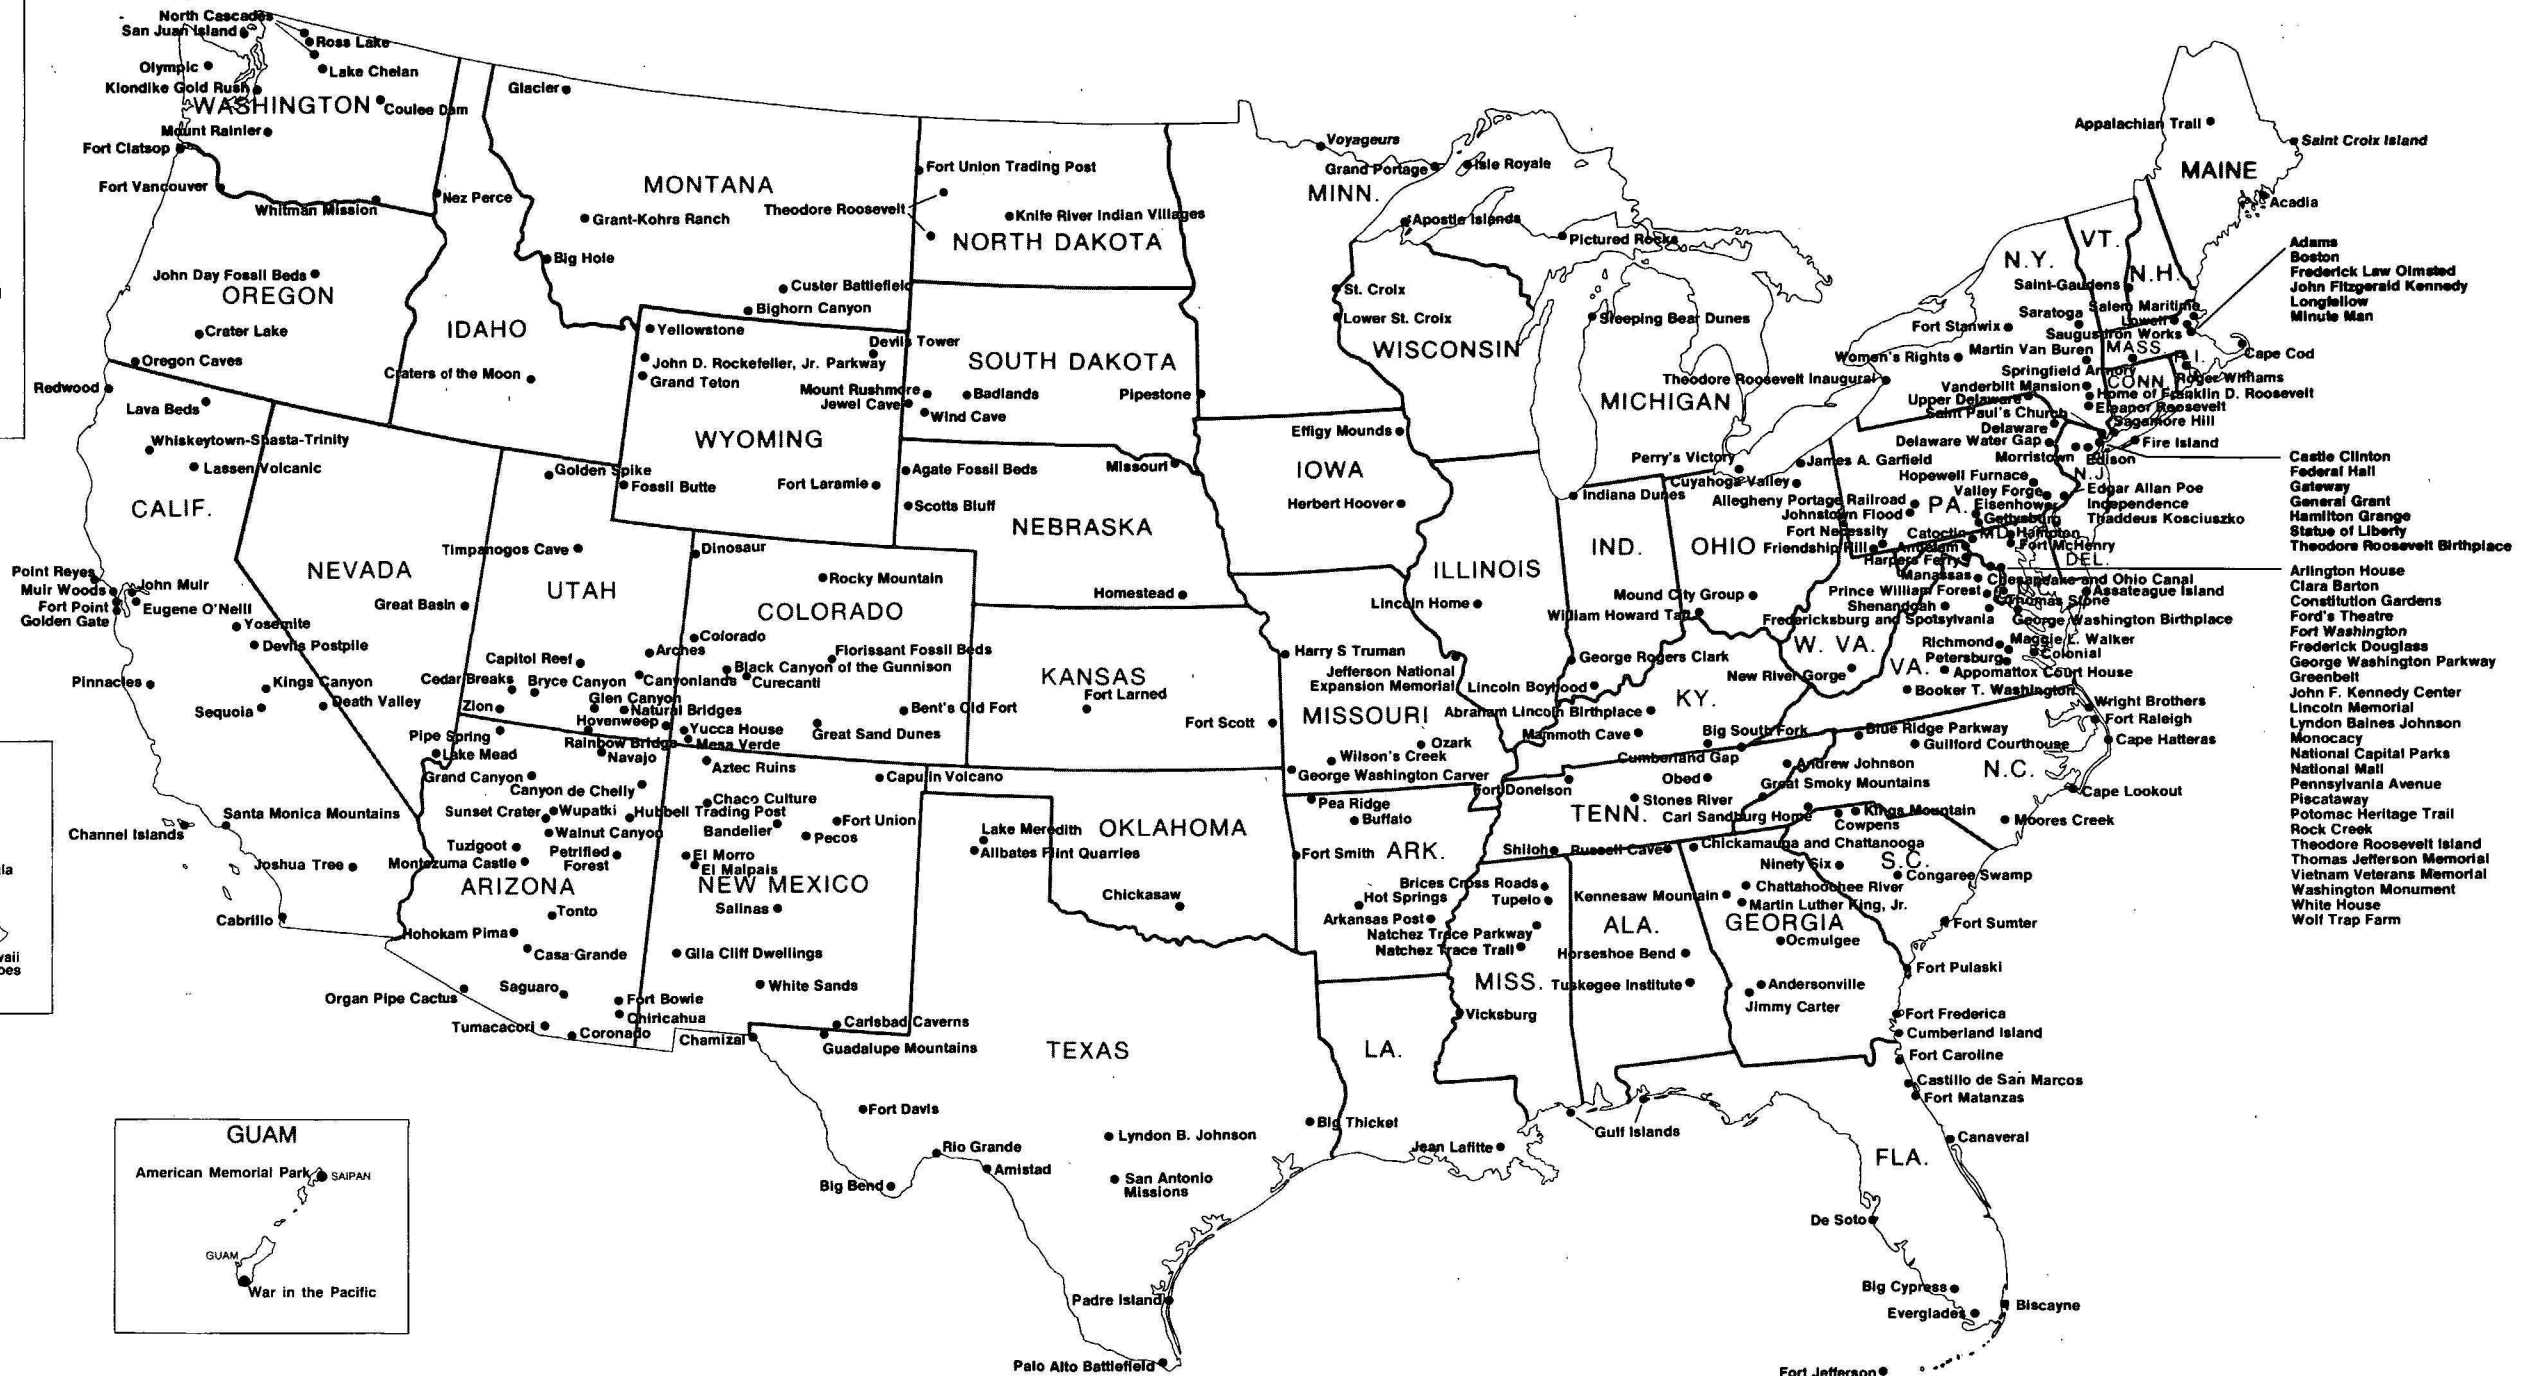 North Cascades
San Juan Island
Ross Lake
Olympic
Lake Chelan
Klondike Gold Rush
WASHINGTON
Coulee Dam
Mount Rainier
Fort Clatsop
Fort Vancouver
Whitman Mission
Nez Perce
John Day Fossil Beds
OREGON
Crater Lake
Oregon Caves
Redwood
Lava Beds
Whiskeytown-Shasta-Trinity
Lassen Volcanic
CALIF.
Point Reyes
Muir Woods
Fort Point
Golden Gate
John Muir
Eugene O'Neill
Yosemite
Devils Postpile
Pinnacles
Kings Canyon
Sequoia
Death Valley
Santa Monica Mountains
Channel Islands
Joshua Tree
Cabrillo
NEVADA
Great Basin
Lake Mead
IDAHO
Craters of the Moon
Glacier
MONTANA
Grant-Kohrs Ranch
Big Hole
Custer Battlefield
Bighorn Canyon
Yellowstone
John D. Rockefeller, Jr. Parkway
Grand Teton
Devils Tower
WYOMING
Fossil Butte
Fort Laramie
Golden Spike
Timpanogos Cave
UTAH
Arches
Capitol Reef
Cedar Breaks
Bryce Canyon
Canyonlands
Glen Canyon
Natural Bridges
Zion
Hovenweep
Rainbow Bridge
Dinosaur
Rocky Mountain
COLORADO
Colorado
Florissant Fossil Beds
Black Canyon of the Gunnison
Curecanti
Bent's Old Fort
Yucca House
Mesa Verde
Great Sand Dunes
Pipe Spring
Navajo
Grand Canyon
Canyon de Chelly
Sunset Crater
Wupatki
Hubbell Trading Post
Walnut Canyon
Tuzigoot
Petrified
Forest
Montezuma Castle
ARIZONA
Tonto
Hohokam Pima
Casa Grande
Organ Pipe Cactus
Saguaro
Fort Bowie
Chiricahua
Tumacacori
Coronado
Aztec Ruins
Capulin Volcano
Chaco Culture
Bandelier
Fort Union
Pecos
El Morro
El Malpais
NEW MEXICO
Salinas
Gila Cliff Dwellings
White Sands
Carlsbad Caverns
Chamizal
Guadalupe Mountains
Fort Union Trading Post
Theodore Roosevelt
Knife River Indian Villages
NORTH DAKOTA
SOUTH DAKOTA
Mount Rushmore
Jewel Cave
Badlands
Wind Cave
Pipestone
Agate Fossil Beds
Missouri
Scotts Bluff
NEBRASKA
Homestead
KANSAS
Fort Larned
Fort Scott
Lake Meredith
Alibates Flint Quarries
OKLAHOMA
Chickasaw
TEXAS
Fort Davis
Lyndon B. Johnson
Rio Grande
Amistad
Big Bend
San Antonio
Missions
Big Thicket
Padre Island
Palo Alto Battlefield
Voyageurs
Grand Portage
Isle Royale
MINN.
Apostle Islands
Pictured Rocks
St. Croix
Lower St. Croix
WISCONSIN
Sleeping Bear Dunes
MICHIGAN
Effigy Mounds
IOWA
Herbert Hoover
ILLINOIS
Lincoln Home
Harry S Truman
Jefferson National
Expansion Memorial
MISSOURI
Ozark
Wilson's Creek
George Washington Carver
Pea Ridge
Buffalo
Fort Smith
ARK.
Hot Springs
Arkansas Post
LA.
Jean Lafitte
Indiana Dunes
IND.
George Rogers Clark
Lincoln Boyhood
Perry's Victory
James A. Garfield
Cuyahoga Valley
OHIO
Mound City Group
William Howard Taft
KY.
Abraham Lincoln Birthplace
Mammoth Cave
Big South Fork
Cumberland Gap
Fort Donelson
Obed
TENN.
Stones River
Andrew Johnson
Great Smoky Mountains
Shiloh
Brices Cross Roads
Tupelo
Natchez Trace Parkway
Natchez Trace Trail
MISS.
Vicksburg
Gulf Islands
Russell Cave
ALA.
Horseshoe Bend
Tuskegee Institute
Chickamauga and Chattanooga
Kennesaw Mountain
Chattahoochee River
Martin Luther King, Jr.
GEORGIA
Ocmulgee
Andersonville
Jimmy Carter
Fort Pulaski
Fort Frederica
Cumberland Island
Fort Caroline
Castillo de San Marcos
Fort Matanzas
Canaveral
FLA.
De Soto
Big Cypress
Everglades
Biscayne
Fort Jefferson
Carl Sandburg Home
Kings Mountain
Cowpens
Ninety Six
S.C.
Congaree Swamp
Fort Sumter
Blue Ridge Parkway
Guilford Courthouse
N.C.
Moores Creek
Wright Brothers
Fort Raleigh
Cape Hatteras
Cape Lookout
W. VA.
New River Gorge
VA.
Harpers Ferry
Manassas
Chesapeake and Ohio Canal
Prince William Forest
Shenandoah
Thomas Stone
Assateague Island
Fredericksburg and Spotsylvania
George Washington Birthplace
Richmond
Maggie L. Walker
Petersburg
Colonial
Appomattox Court House
Booker T. Washington
Allegheny Portage Railroad
Johnstown Flood
PA.
Fort Necessity
Friendship Hill
Hopewell Furnace
Valley Forge
Eisenhower
Gettysburg
Catoctin
Antietam
MD.
Hampton
Fort McHenry
DEL.
Edgar Allan Poe
Independence
Thaddeus Kosciuszko
N.J.
Morristown
Edison
Delaware Water Gap
Delaware
Upper Delaware
Saint Paul's Church
Sagamore Hill
Fire Island
Theodore Roosevelt Inaugural
Women's Rights
Fort Stanwix
N.Y.
Saratoga
Martin Van Buren
Vanderbilt Mansion
Home of Franklin D. Roosevelt
Eleanor Roosevelt
VT.
N.H.
Saint-Gaudens
Salem Maritime
Lowell
Saugus Iron Works
MASS.
Springfield Armory
CONN.
R.I.
Roger Williams
Cape Cod
Appalachian Trail
Saint Croix Island
MAINE
Acadia
Adams
Boston
Frederick Law Olmsted
John Fitzgerald Kennedy
Longfellow
Minute Man
Castle Clinton
Federal Hall
Gateway
General Grant
Hamilton Grange
Statue of Liberty
Theodore Roosevelt Birthplace
Arlington House
Clara Barton
Constitution Gardens
Ford's Theatre
Fort Washington
Frederick Douglass
George Washington Parkway
Greenbelt
John F. Kennedy Center
Lincoln Memorial
Lyndon Baines Johnson
Monocacy
National Capital Parks
National Mall
Pennsylvania Avenue
Piscataway
Potomac Heritage Trail
Rock Creek
Theodore Roosevelt Island
Thomas Jefferson Memorial
Vietnam Veterans Memorial
Washington Monument
White House
Wolf Trap Farm
GUAM
American Memorial Park
SAIPAN
GUAM
War in the Pacific